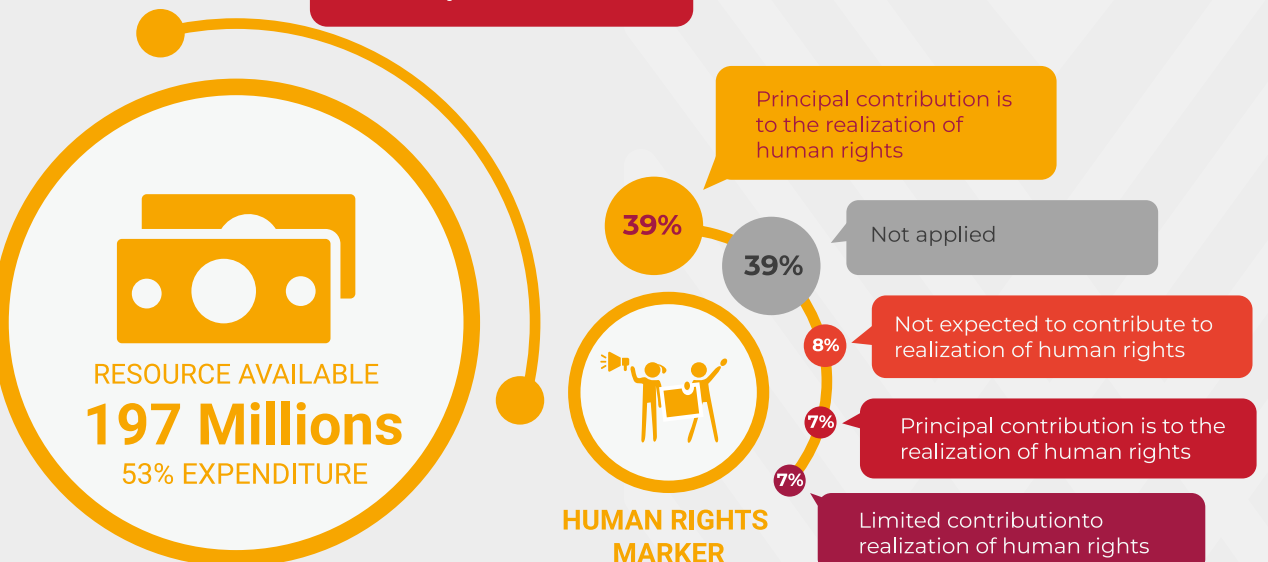 RESOURCE AVAILABLE
197 Millions
53% EXPENDITURE
39%
Principal contribution is
to the realization of
human rights
39%
Not applied
8%
Not expected to contribute to
realization of human rights
7%
Principal contribution is to the
realization of human rights
7%
Limited contributionto
realization of human rights
HUMAN RIGHTS
MARKER